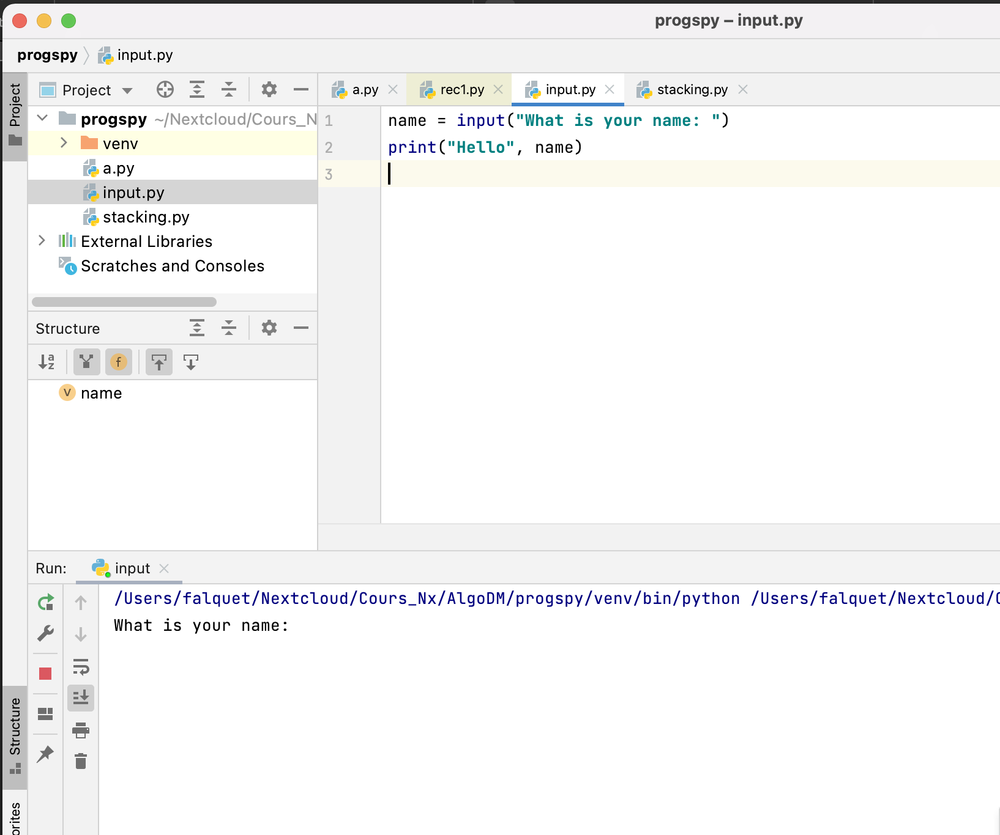 progspy – input.py
progspy input.py
Project
Project
a.py rec1.py input.py stacking.py
progspy ~/Nextcloud/Cours_N
venv
a.py
input.py
stacking.py
External Libraries
Scratches and Consoles
1 name = input("What is your name: ")
2 print("Hello", name)
3
Structure
a
z
f
V name
Run: input
/Users/falquet/Nextcloud/Cours_Nx/AlgoDM/progspy/venv/bin/python /Users/falquet/Nextcloud/C
What is your name:
Structure
orites